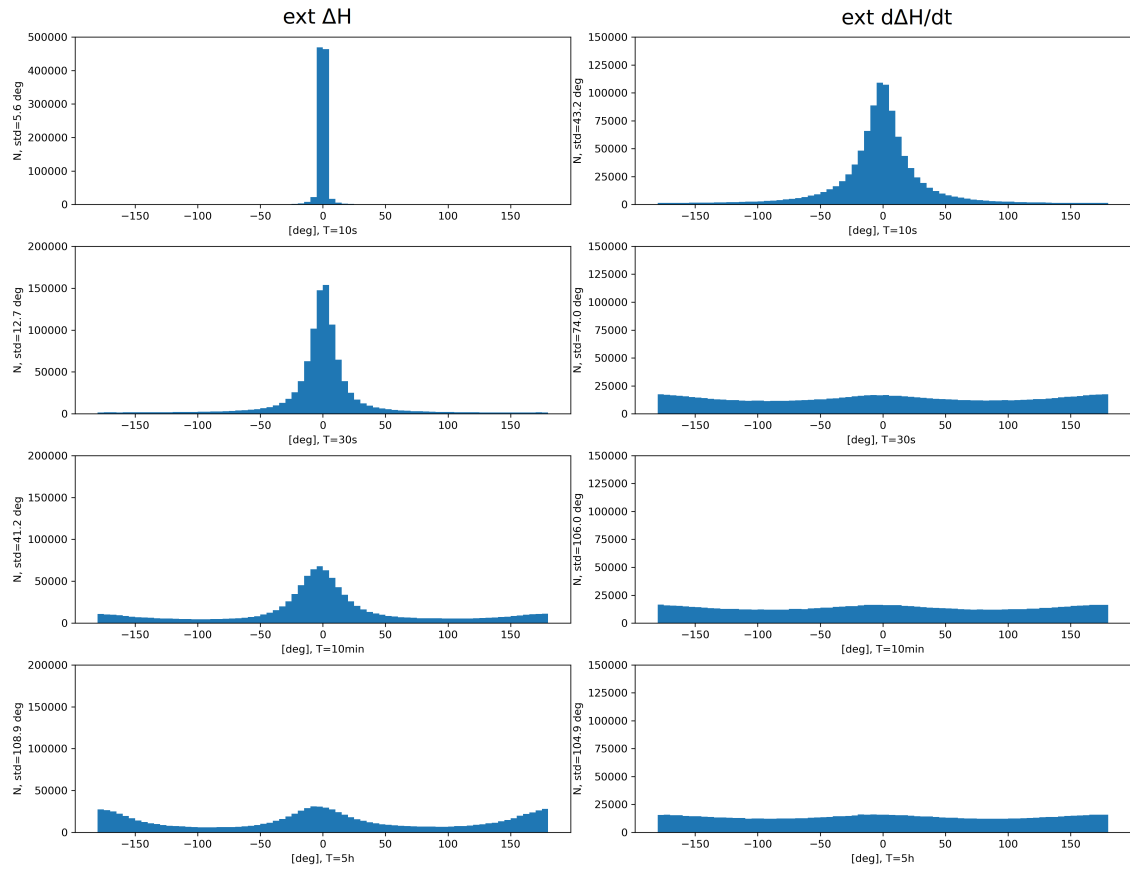 ext ΔH
ext dΔH/dt
500000
400000
300000
200000
100000
0
N, std=5.6 deg
−150 −100 −50 0 50 100 150
[deg], T=10s
150000
125000
100000
75000
50000
25000
0
N, std=43.2 deg
−150 −100 −50 0 50 100 150
[deg], T=10s
200000
150000
100000
50000
0
N, std=12.7 deg
−150 −100 −50 0 50 100 150
[deg], T=30s
150000
125000
100000
75000
50000
25000
0
N, std=74.0 deg
−150 −100 −50 0 50 100 150
[deg], T=30s
200000
150000
100000
50000
0
N, std=41.2 deg
−150 −100 −50 0 50 100 150
[deg], T=10min
150000
125000
100000
75000
50000
25000
0
N, std=106.0 deg
−150 −100 −50 0 50 100 150
[deg], T=10min
200000
150000
100000
50000
0
N, std=108.9 deg
−150 −100 −50 0 50 100 150
[deg], T=5h
150000
125000
100000
75000
50000
25000
0
N, std=104.9 deg
−150 −100 −50 0 50 100 150
[deg], T=5h